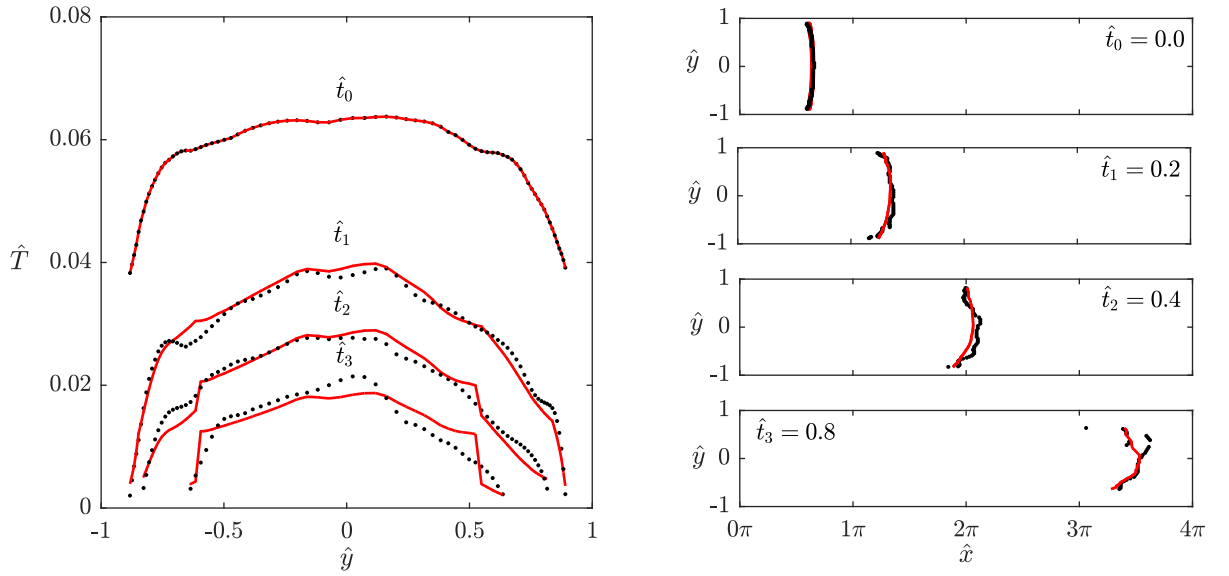 0.08
0.06
0.04
0.02
0
T̂
t̂₀
t̂₁
t̂₂
t̂₃
-1
-0.5
0
0.5
1
ŷ
1
ŷ 0
-1
t̂₀ = 0.0
1
ŷ 0
-1
t̂₁ = 0.2
1
ŷ 0
-1
t̂₂ = 0.4
1
ŷ 0
-1
t̂₃ = 0.8
0π
1π
2π
3π
4π
x̂